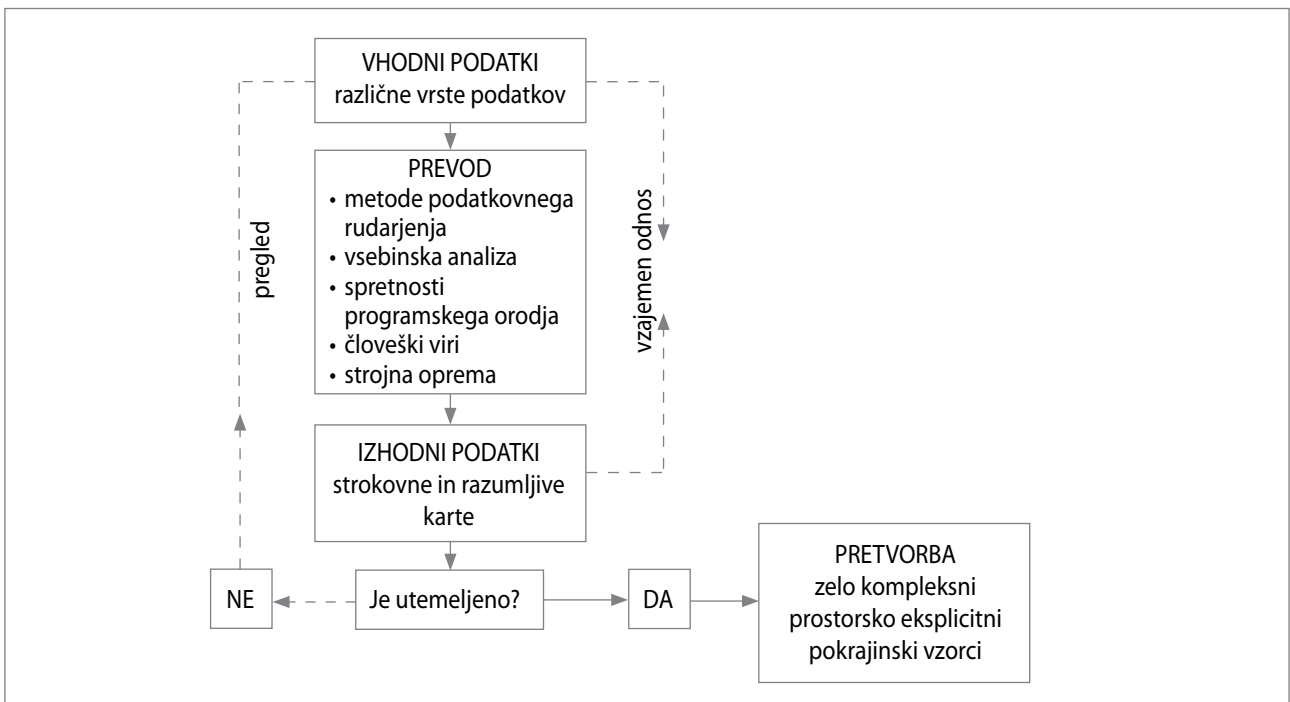 VHODNI PODATKI
različne vrste podatkov
PREVOD
• metode podatkovnega
rudarjenja
• vsebinska analiza
• spretnosti
programskega orodja
• človeški viri
• strojna oprema
pregled
vzajemen odnos
IZHODNI PODATKI
strokovne in razumljive
karte
NE
Je utemeljeno?
DA
PRETVORBA
zelo kompleksni
prostorsko eksplicitni
pokrajinski vzorci